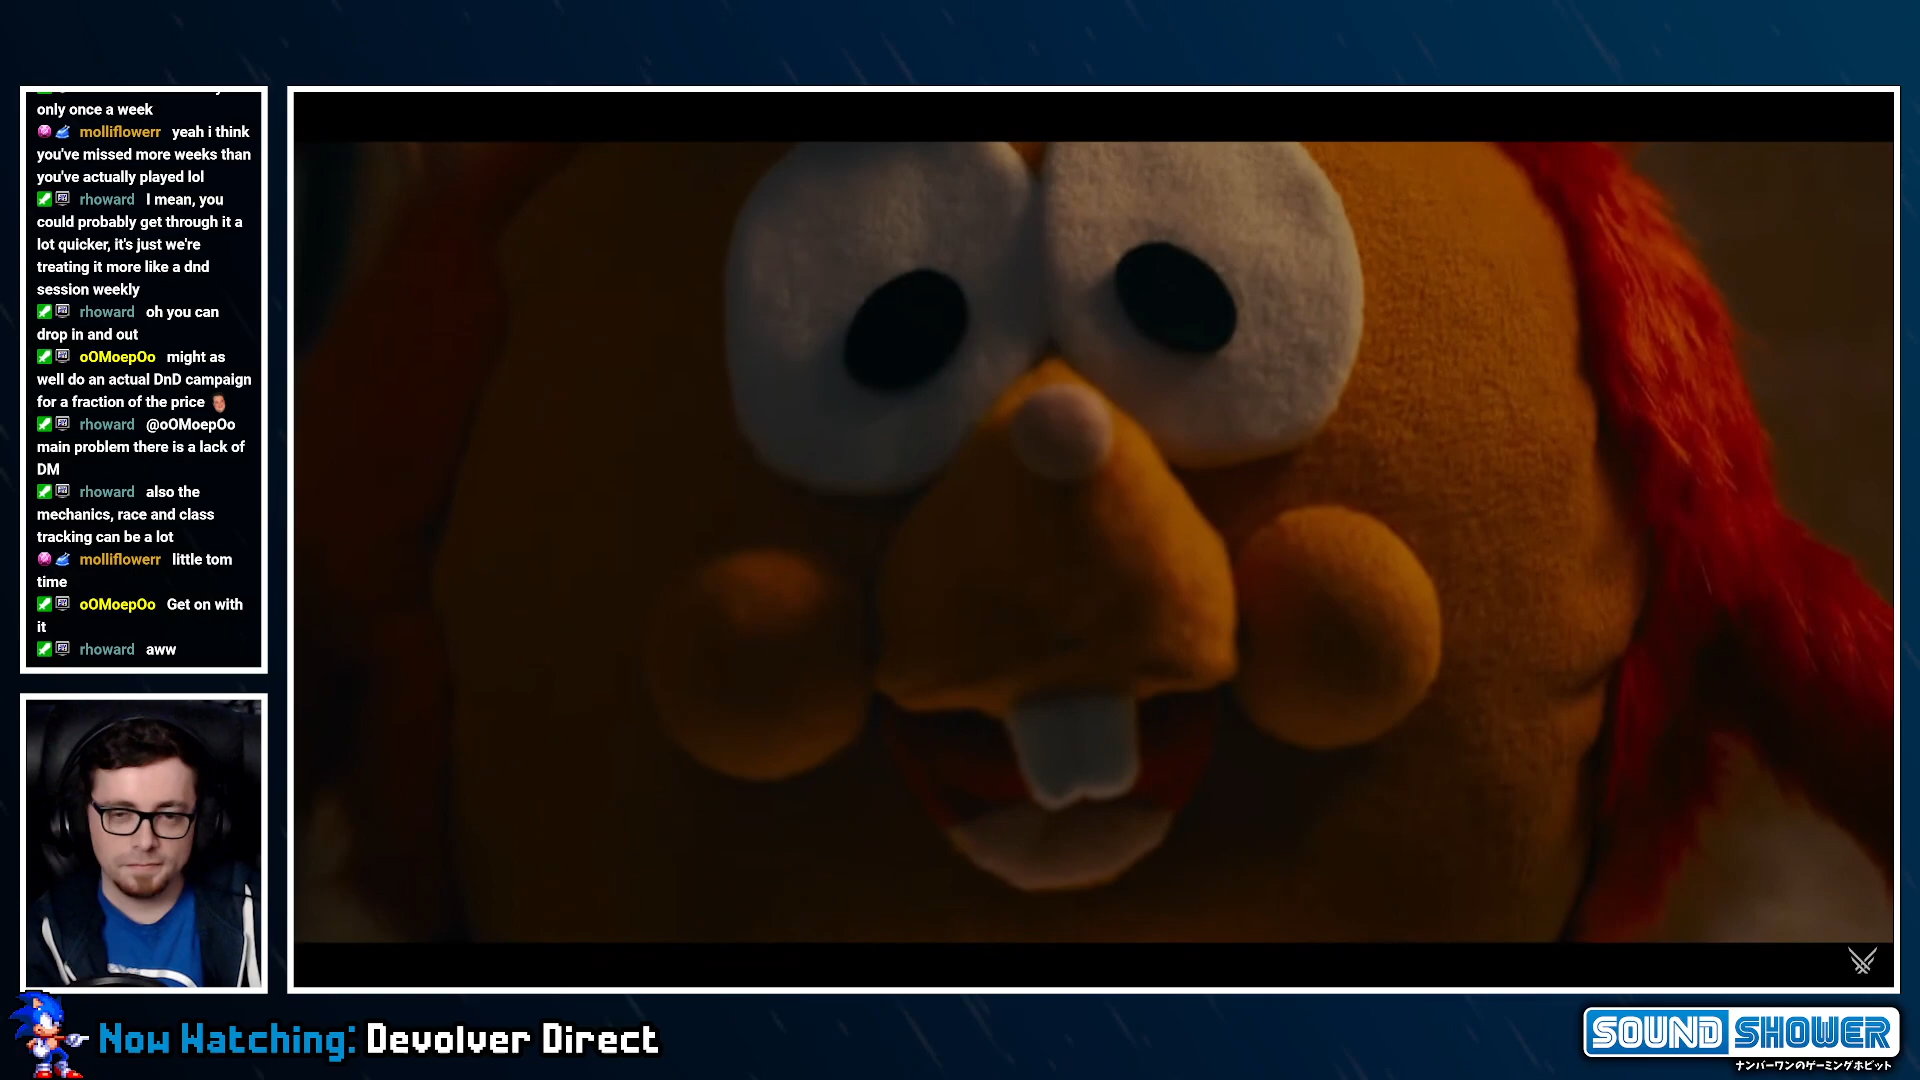 only once a week
molliflowerr yeah i think
you've missed more weeks than
you've actually played lol
rhoward I mean, you
could probably get through it a
lot quicker, it's just we're
treating it more like a dnd
session weekly
rhoward oh you can
drop in and out
oOMoepOo might as
well do an actual DnD campaign
for a fraction of the price
rhoward @oOMoepOo
main problem there is a lack of
DM
rhoward also the
mechanics, race and class
tracking can be a lot
molliflowerr little tom
time
oOMoepOo Get on with
it
rhoward aww
Now Watching: Devolver Direct
SOUND SHOWER
ナンバーワンのゲーミングホビット